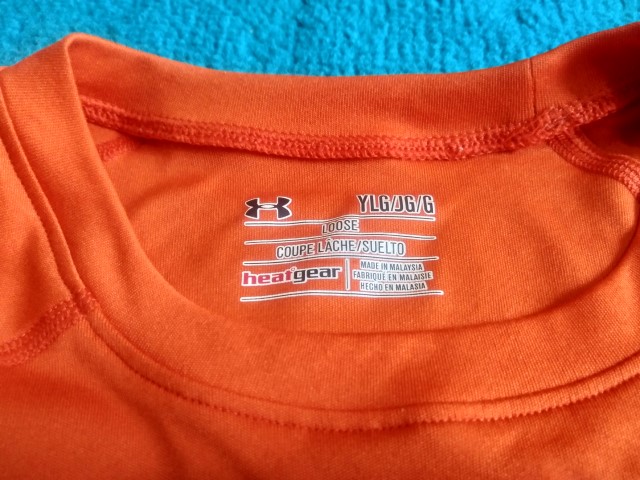 YLG/JG/G
LOOSE
COUPE LÂCHE/SUELTO
heatgear
MADE IN MALAYSIA
FABRIQUÉ EN MALAISIE
HECHO EN MALASIA